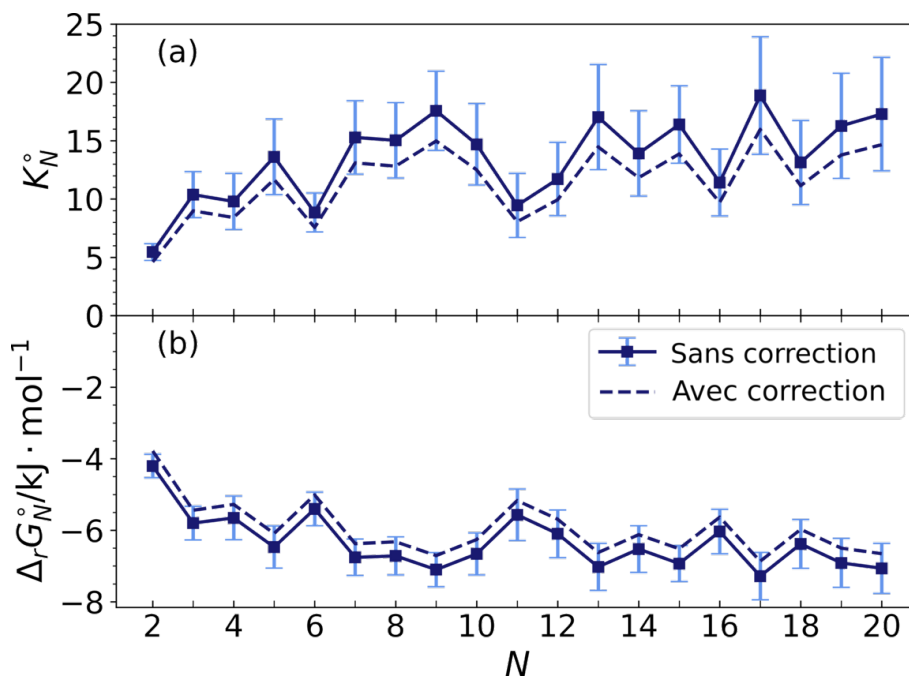 25
20
15
10
5
0
K°_N
(a)
(b)
Sans correction
Avec correction
−2
−4
−6
−8
Δ_rG°_N/kJ · mol⁻¹
2 4 6 8 10 12 14 16 18 20
N